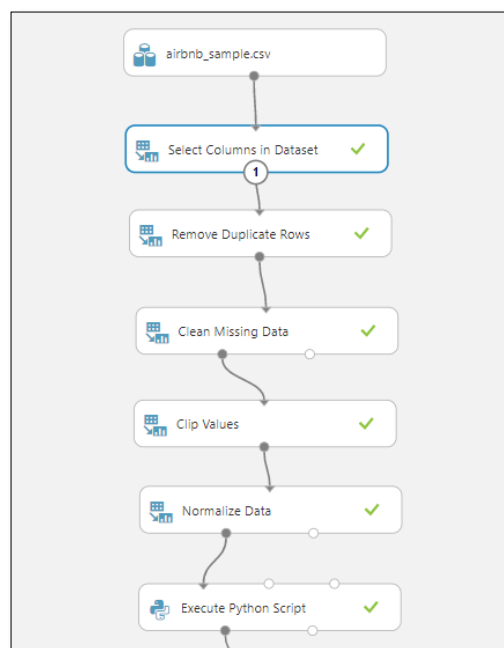 airbnb_sample.csv
Select Columns in Dataset
1
Remove Duplicate Rows
Clean Missing Data
Clip Values
Normalize Data
Execute Python Script